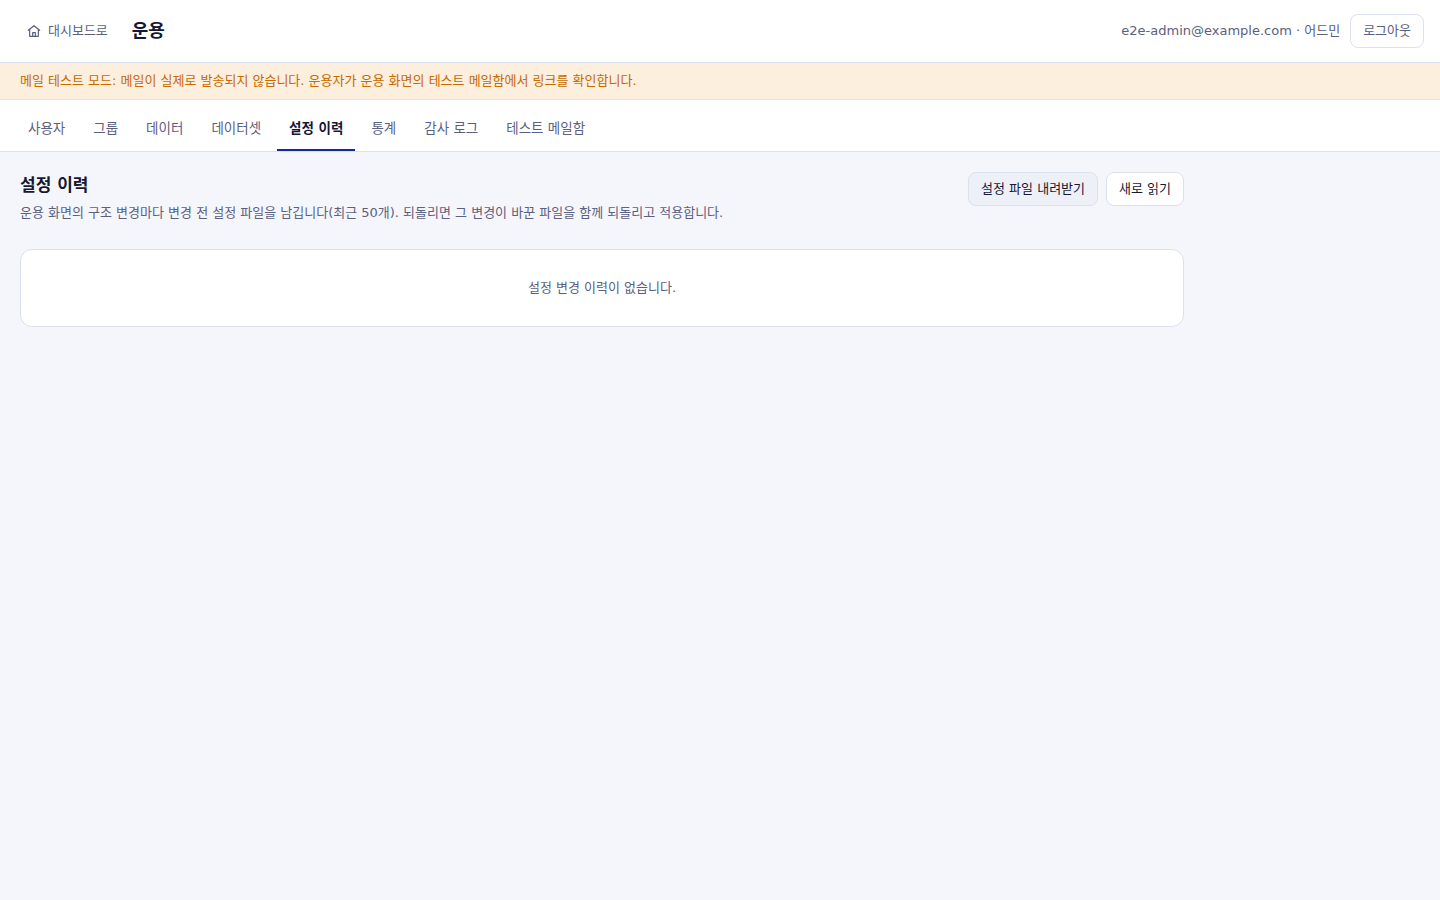 대시보드로
운용
e2e-admin@example.com · 어드민
로그아웃
메일 테스트 모드: 메일이 실제로 발송되지 않습니다. 운용자가 운용 화면의 테스트 메일함에서 링크를 확인합니다.
사용자
그룹
데이터
데이터셋
설정 이력
통계
감사 로그
테스트 메일함
설정 이력
설정 파일 내려받기
새로 읽기
운용 화면의 구조 변경마다 변경 전 설정 파일을 남깁니다(최근 50개). 되돌리면 그 변경이 바꾼 파일을 함께 되돌리고 적용합니다.
설정 변경 이력이 없습니다.